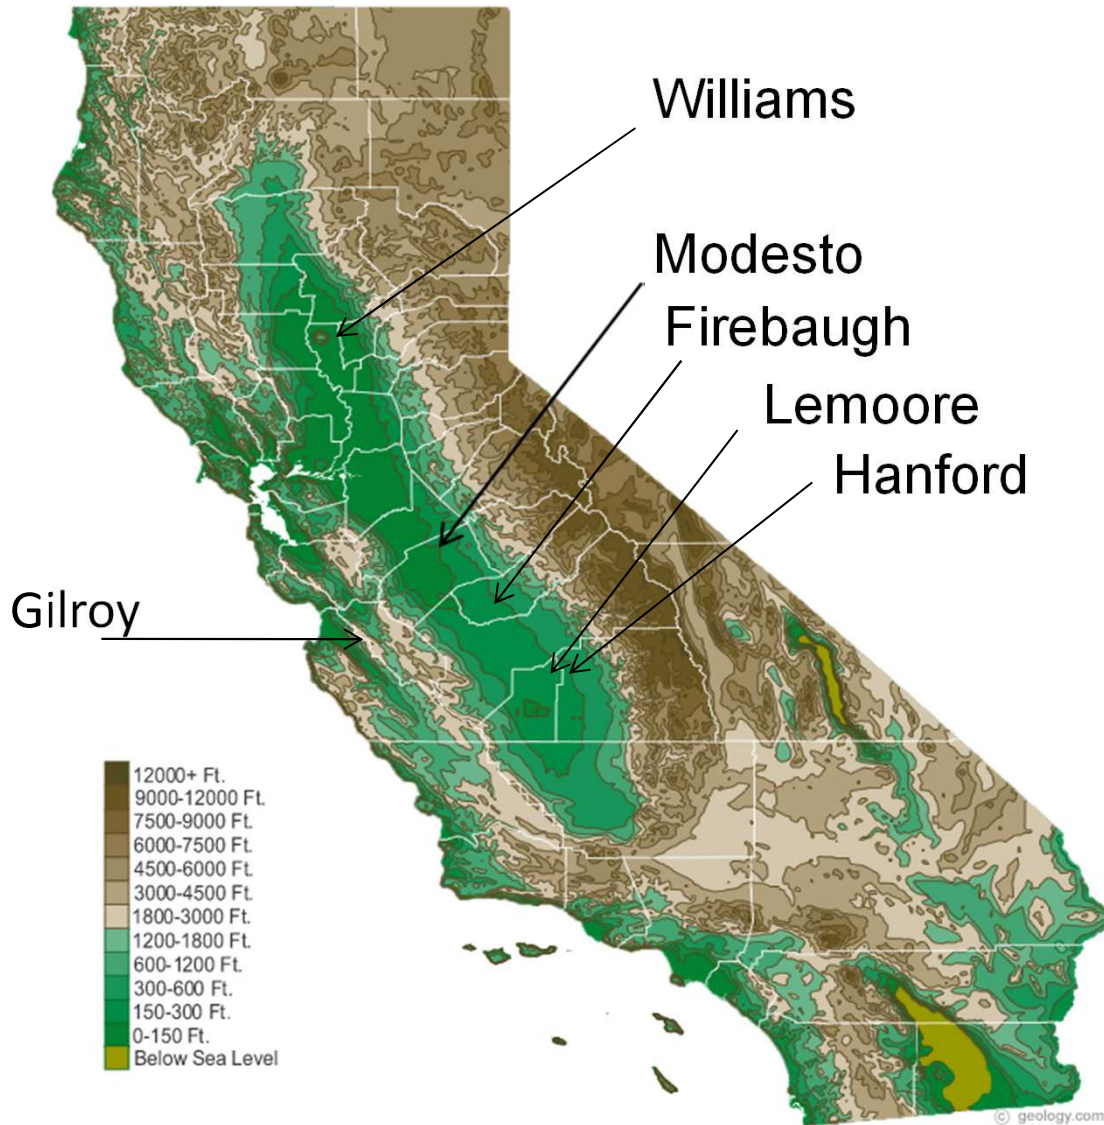 Williams
Modesto
Firebaugh
Lemoore
Hanford
Gilroy
12000+ Ft.
9000-12000 Ft.
7500-9000 Ft.
6000-7500 Ft.
4500-6000 Ft.
3000-4500 Ft.
1800-3000 Ft.
1200-1800 Ft.
600-1200 Ft.
300-600 Ft.
150-300 Ft.
0-150 Ft.
Below Sea Level
© geology.com